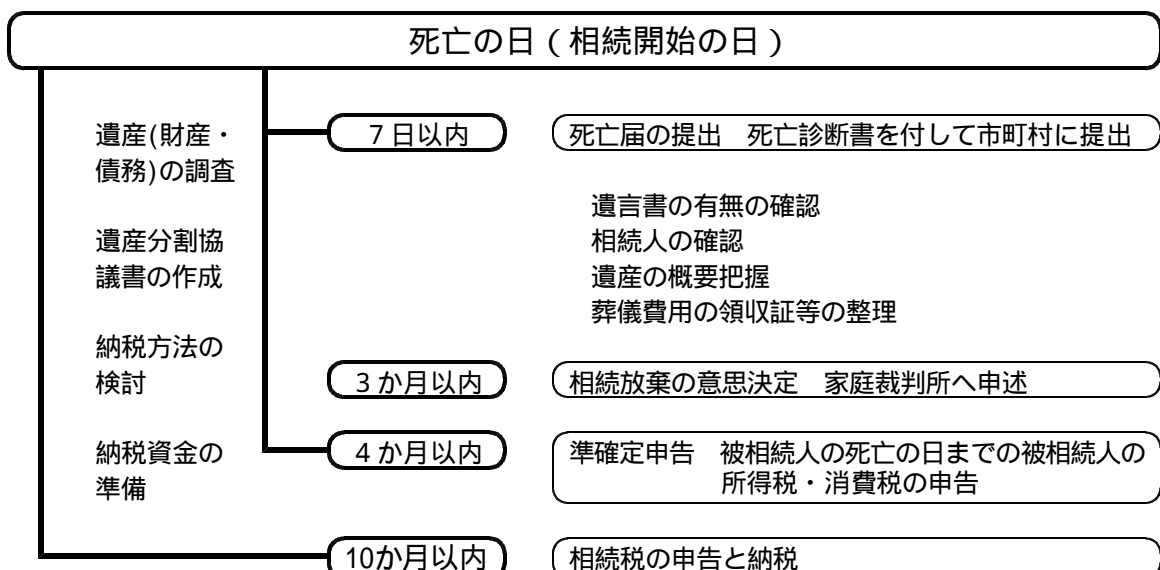 死亡の日（相続開始の日）
遺産(財産・
債務)の調査
遺産分割協
議書の作成
納税方法の
検討
納税資金の
準備
７日以内
死亡届の提出　死亡診断書を付して市町村に提出
遺言書の有無の確認
相続人の確認
遺産の概要把握
葬儀費用の領収証等の整理
３か月以内
相続放棄の意思決定　家庭裁判所へ申述
４か月以内
準確定申告　被相続人の死亡の日までの被相続人の
所得税・消費税の申告
10か月以内
相続税の申告と納税